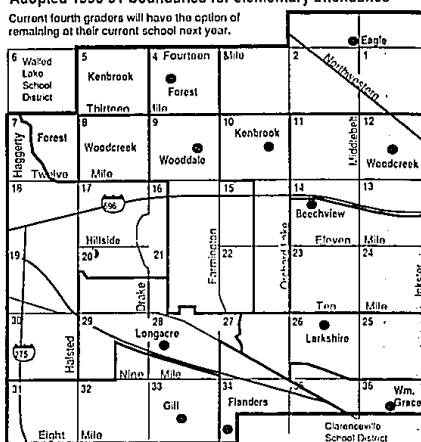 Adopted 1990-91 boundaries for elementary attendance
Current fourth graders will have the option of
remaining at their current school next year.
6 Walled
Lake
School
District
5
Kenbrook
4 Fourteen Mile
Forest
Thirteen Mile
2
1
Eagle
Northwestern
7
Haggerty
Forest
8
Woodcreek
9
Wooddale
10
Kenbrook
11
Middlebelt
12
Woodcreek
Twelve Mile
18
17
16
15
14
13
696
Beechview
Eleven Mile
19
Hillside
20
21
Drake
Farmington
22
Orchard Lake
23
24
Ten Mile
Inkster
30
29
28
27
26
25
275
Halsted
Longacre
Larkshire
Nine Mile
31
32
33
34
35
36
Gill
Flanders
Wm.
Grace
Eight Mile
Clarenceville
School District